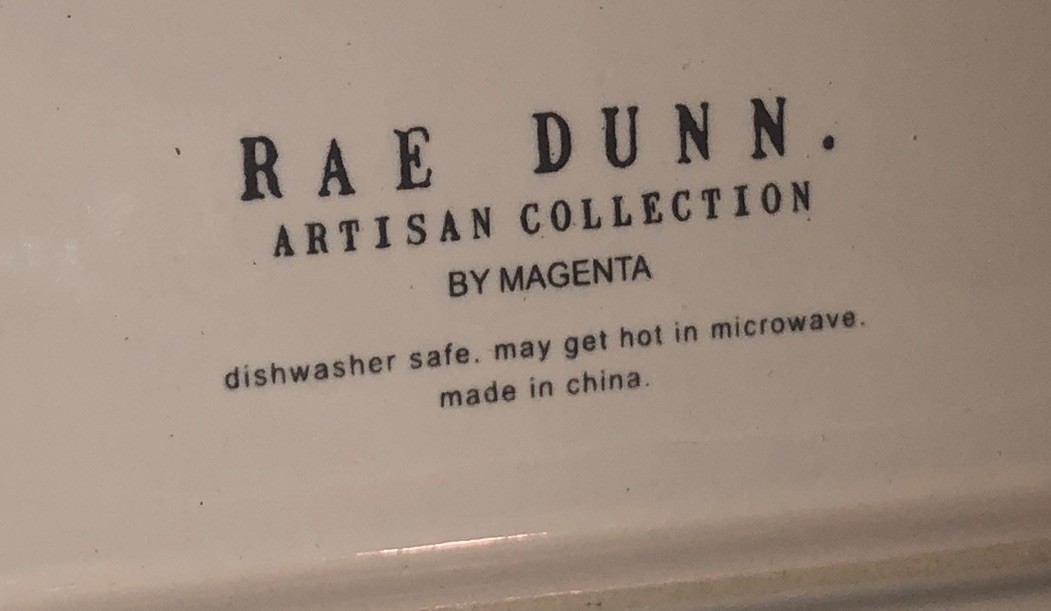 RAE DUNN.
ARTISAN COLLECTION
BY MAGENTA
dishwasher safe. may get hot in microwave.
made in china.